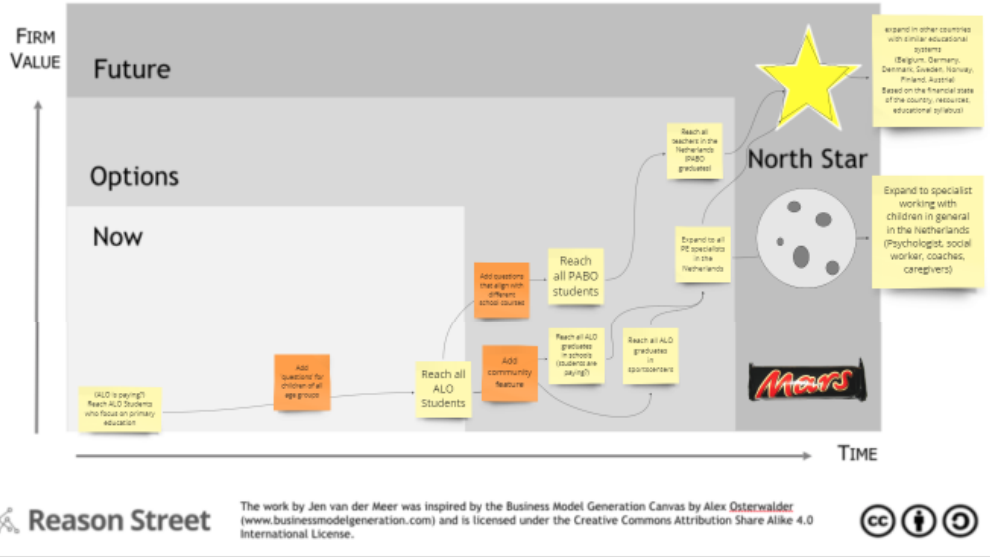 FIRM
VALUE
Future
Options
Now
North Star
expand in other countries
with similar educational
systems
(Belgium, Germany,
Denmark, Sweden, Norway,
Finland, Austria)
Based on the financial state
of the country, resources,
educational syllabus)
Reach all
teachers in the
Netherlands
(PABO
graduates)
Expand to specialist
working with
children in general
in the Netherlands
(Psychologist, social
worker, coaches,
caregivers)
Expand to all
PE specialists
in the
Netherlands
Add questions
that align with
different
school courses
Reach
all PABO
students
Add
'questions' for
children of all
age groups
Reach all
ALO
Students
Add
community
feature
Reach all ALO
graduates
in schools
(students are
paying?)
Reach all ALO
graduates
in
sportscenters
Mars
(ALO is paying?)
Reach ALO Students
who focus on primary
education
TIME
Reason Street
The work by Jen van der Meer was inspired by the Business Model Generation Canvas by Alex Osterwalder
(www.businessmodelgeneration.com) and is licensed under the Creative Commons Attribution Share Alike 4.0
International License.
cc